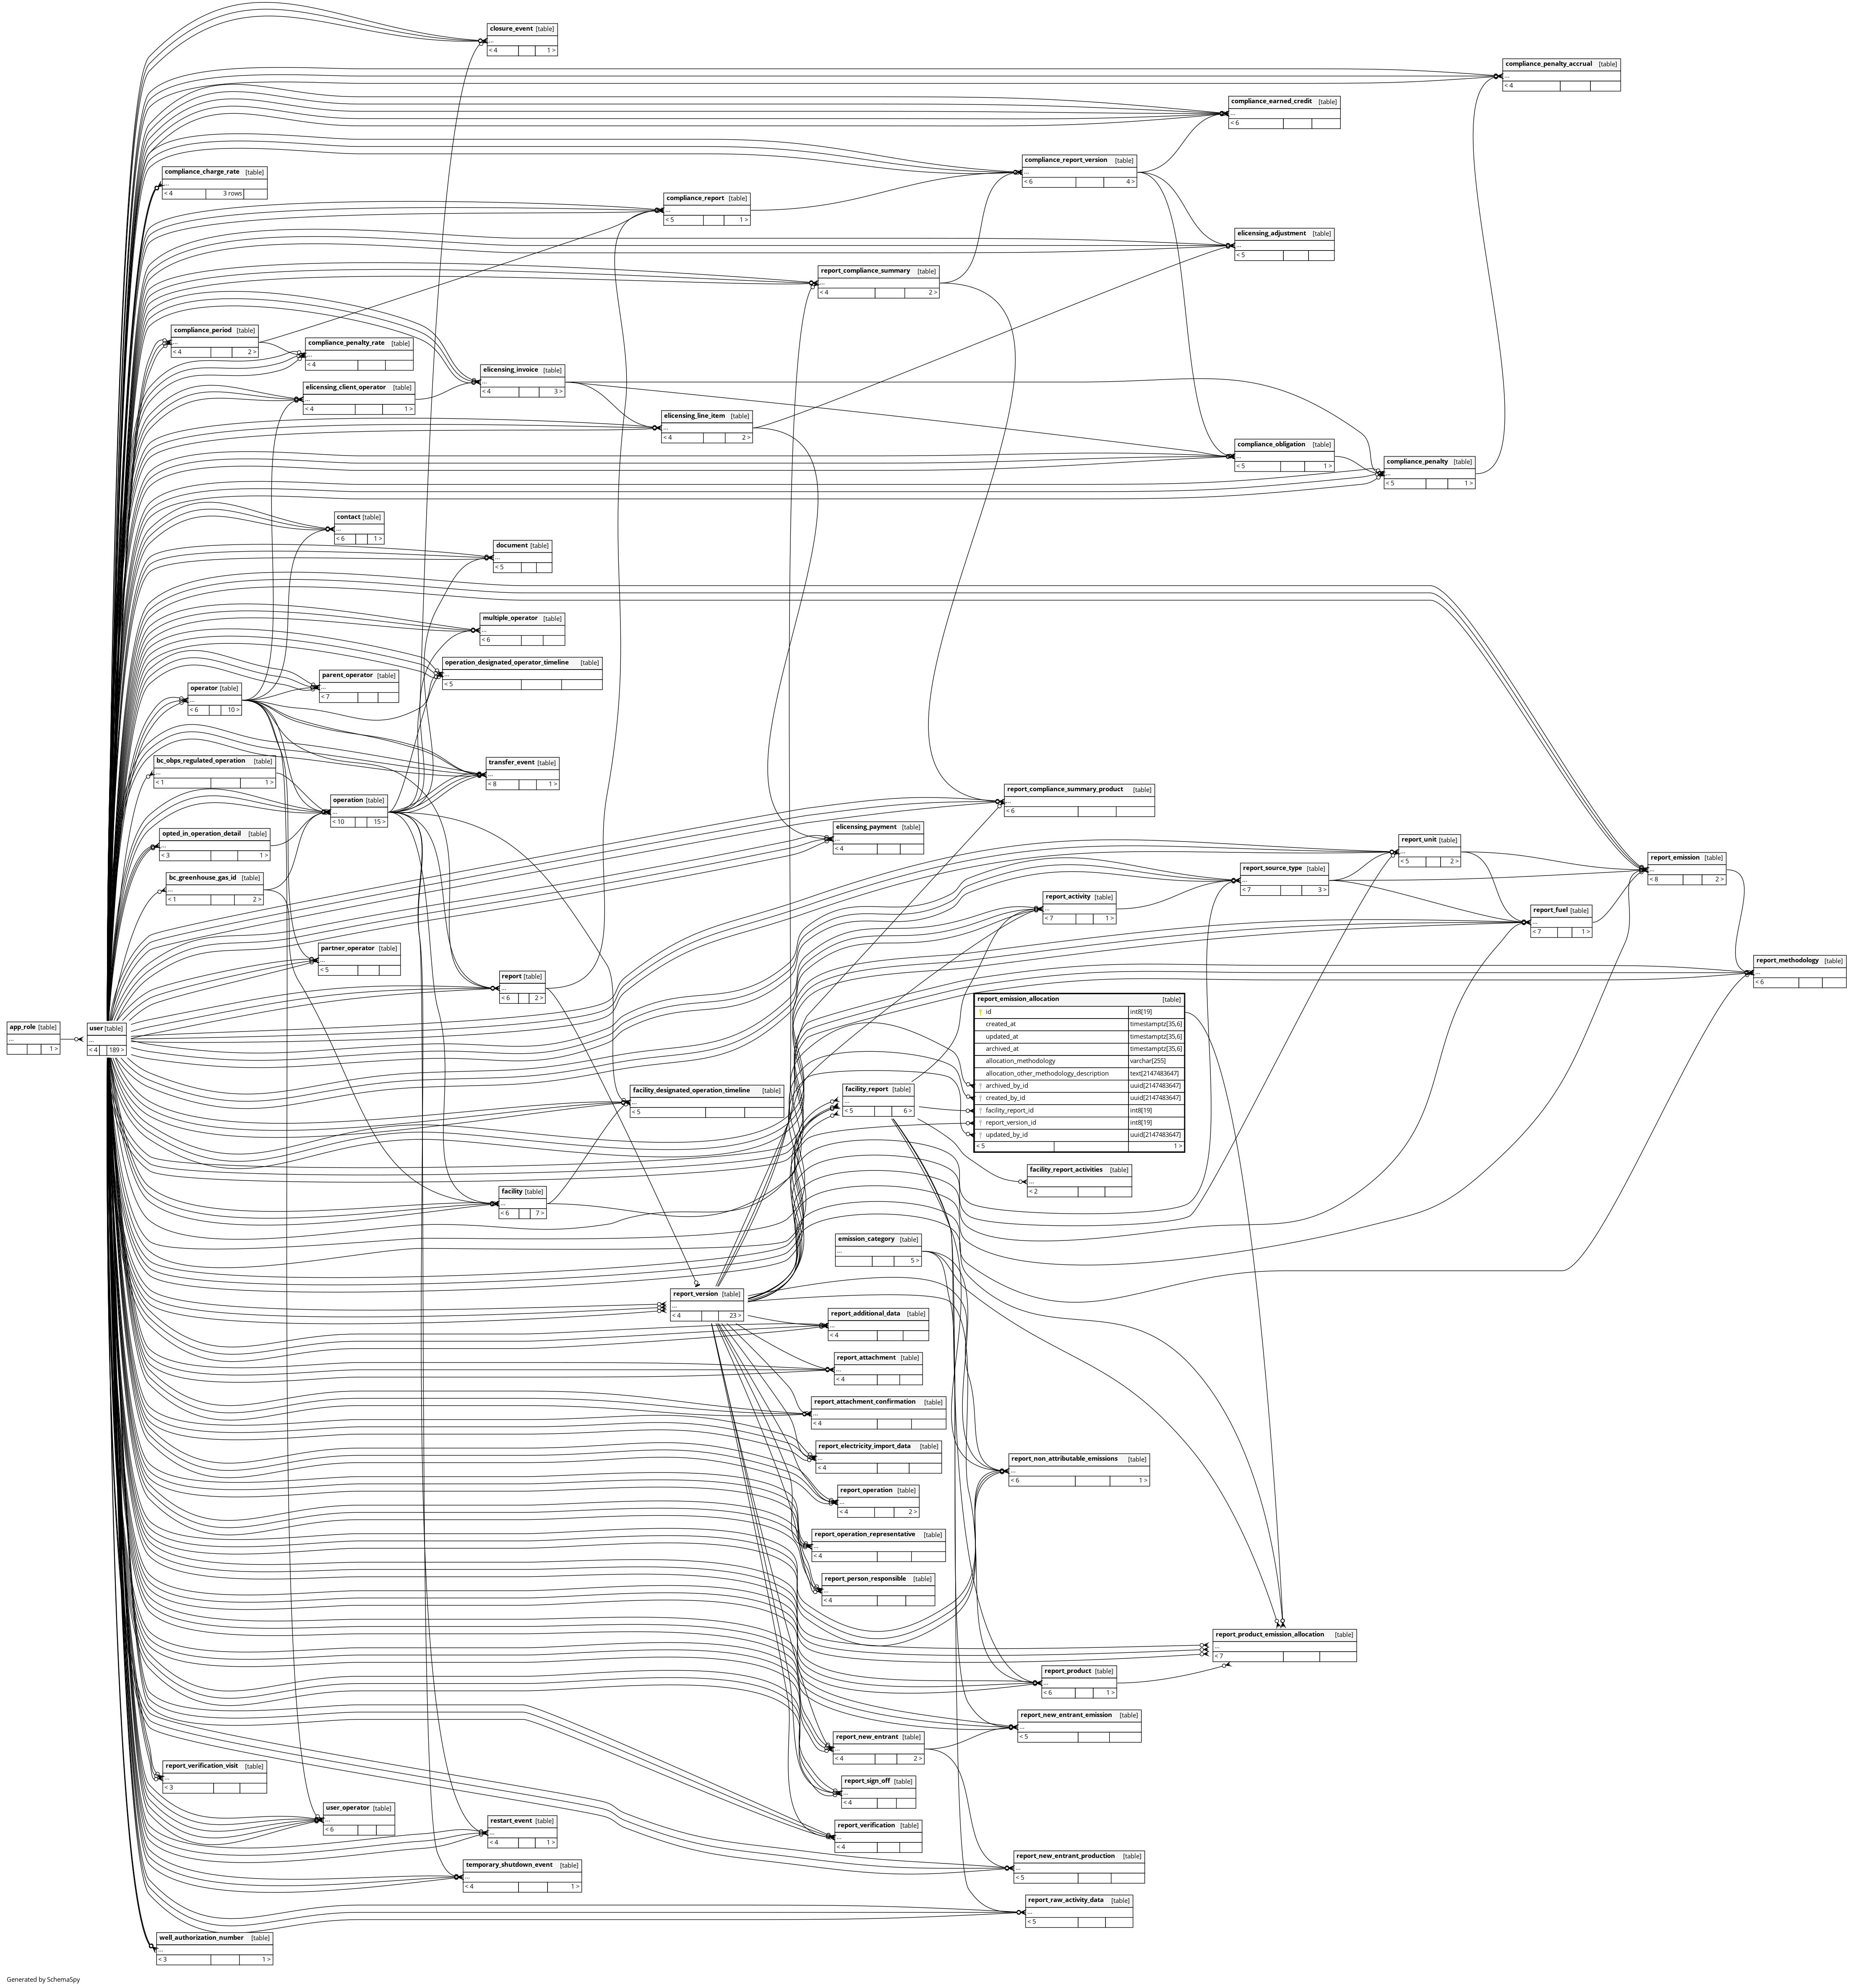 closure_event [table]
...
< 4 1 >
compliance_penalty_accrual [table]
...
< 4
compliance_earned_credit [table]
...
< 6
compliance_report_version [table]
...
< 6 4 >
compliance_charge_rate [table]
...
< 4 3 rows
compliance_report [table]
...
< 5 1 >
elicensing_adjustment [table]
...
< 5
report_compliance_summary [table]
...
< 4 2 >
compliance_period [table]
...
< 4 2 >
compliance_penalty_rate [table]
...
< 4
elicensing_invoice [table]
...
< 4 3 >
elicensing_client_operator [table]
...
< 4 1 >
elicensing_line_item [table]
...
< 4 2 >
compliance_obligation [table]
...
< 5 1 >
compliance_penalty [table]
...
< 5 1 >
contact [table]
...
< 6 1 >
document [table]
...
< 5
multiple_operator [table]
...
< 6
operation_designated_operator_timeline [table]
...
< 5
parent_operator [table]
...
< 7
operator [table]
...
< 6 10 >
bc_obps_regulated_operation [table]
...
< 1 1 >
transfer_event [table]
...
< 8 1 >
report_compliance_summary_product [table]
...
< 6
operation [table]
...
< 10 15 >
elicensing_payment [table]
...
< 4
opted_in_operation_detail [table]
...
< 3 1 >
report_unit [table]
...
< 5 2 >
report_emission [table]
...
< 8 2 >
report_source_type [table]
...
< 7 3 >
bc_greenhouse_gas_id [table]
...
< 1 2 >
report_activity [table]
...
< 7 1 >
report_fuel [table]
...
< 7 1 >
partner_operator [table]
...
< 5
report_methodology [table]
...
< 6
report [table]
...
< 6 2 >
report_emission_allocation [table]
id int8[19]
created_at timestamptz[35,6]
updated_at timestamptz[35,6]
archived_at timestamptz[35,6]
allocation_methodology varchar[255]
allocation_other_methodology_description text[2147483647]
archived_by_id uuid[2147483647]
created_by_id uuid[2147483647]
facility_report_id int8[19]
report_version_id int8[19]
updated_by_id uuid[2147483647]
< 5 1 >
app_role [table]
...
1 >
user [table]
...
< 4 189 >
facility_designated_operation_timeline [table]
...
< 5
facility_report [table]
...
< 5 6 >
facility_report_activities [table]
...
< 2
facility [table]
...
< 6 7 >
emission_category [table]
...
5 >
report_version [table]
...
< 4 23 >
report_additional_data [table]
...
< 4
report_attachment [table]
...
< 4
report_attachment_confirmation [table]
...
< 4
report_electricity_import_data [table]
...
< 4
report_non_attributable_emissions [table]
...
< 6 1 >
report_operation [table]
...
< 4 2 >
report_operation_representative [table]
...
< 4
report_person_responsible [table]
...
< 4
report_product_emission_allocation [table]
...
< 7
report_product [table]
...
< 6 1 >
report_new_entrant_emission [table]
...
< 5
report_new_entrant [table]
...
< 4 2 >
report_verification_visit [table]
...
< 3
report_sign_off [table]
...
< 4
user_operator [table]
...
< 6
restart_event [table]
...
< 4 1 >
report_verification [table]
...
< 4
report_new_entrant_production [table]
...
< 5
temporary_shutdown_event [table]
...
< 4 1 >
report_raw_activity_data [table]
...
< 5
well_authorization_number [table]
...
< 3 1 >
Generated by SchemaSpy